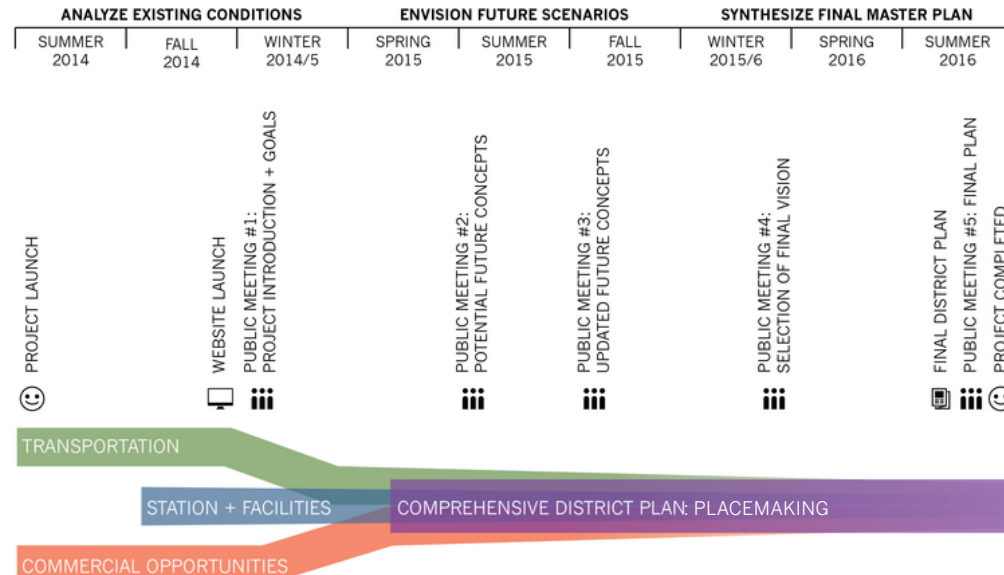 ANALYZE EXISTING CONDITIONS
ENVISION FUTURE SCENARIOS
SYNTHESIZE FINAL MASTER PLAN
SUMMER
2014
FALL
2014
WINTER
2014/5
SPRING
2015
SUMMER
2015
FALL
2015
WINTER
2015/6
SPRING
2016
SUMMER
2016
PROJECT LAUNCH
WEBSITE LAUNCH
PUBLIC MEETING #1:
PROJECT INTRODUCTION + GOALS
PUBLIC MEETING #2:
POTENTIAL FUTURE CONCEPTS
PUBLIC MEETING #3:
UPDATED FUTURE CONCEPTS
PUBLIC MEETING #4:
SELECTION OF FINAL VISION
FINAL DISTRICT PLAN
PUBLIC MEETING #5: FINAL PLAN
PROJECT COMPLETED
TRANSPORTATION
STATION + FACILITIES
COMPREHENSIVE DISTRICT PLAN: PLACEMAKING
COMMERCIAL OPPORTUNITIES